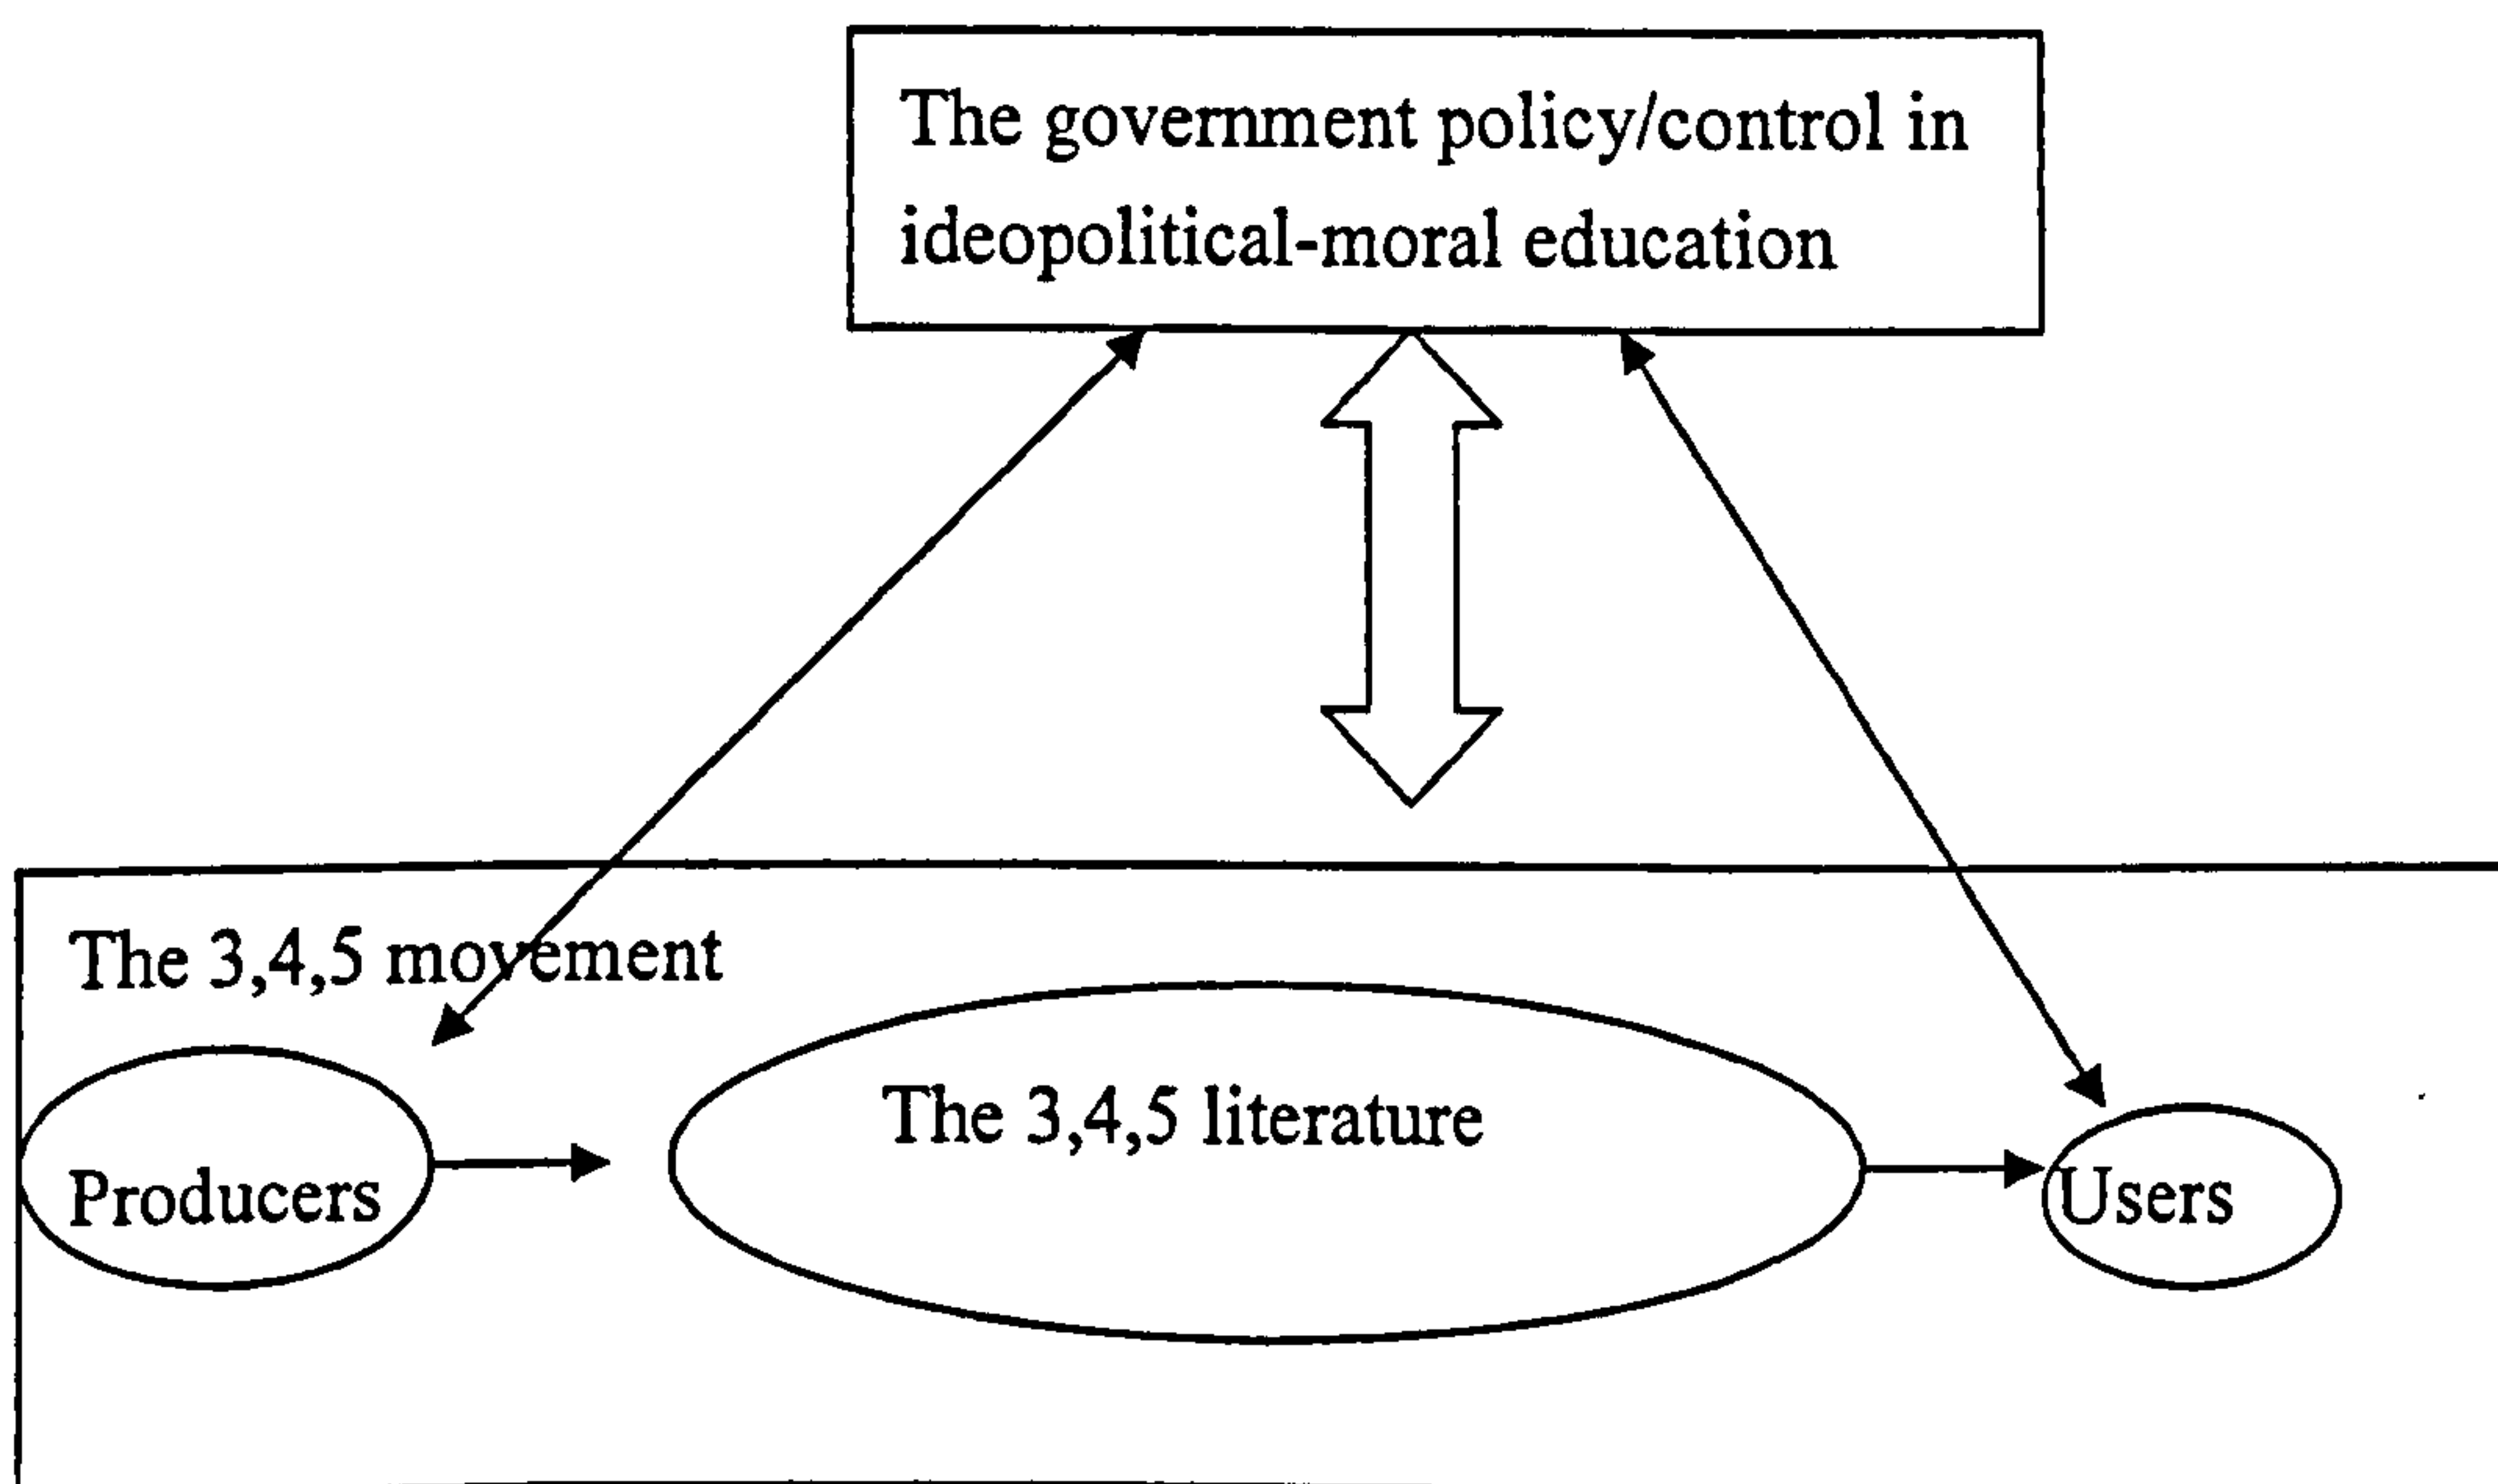 The government policy/control in
ideopolitical-moral education
The 3,4,5 movement
The 3,4,5 literature
Producers
Users